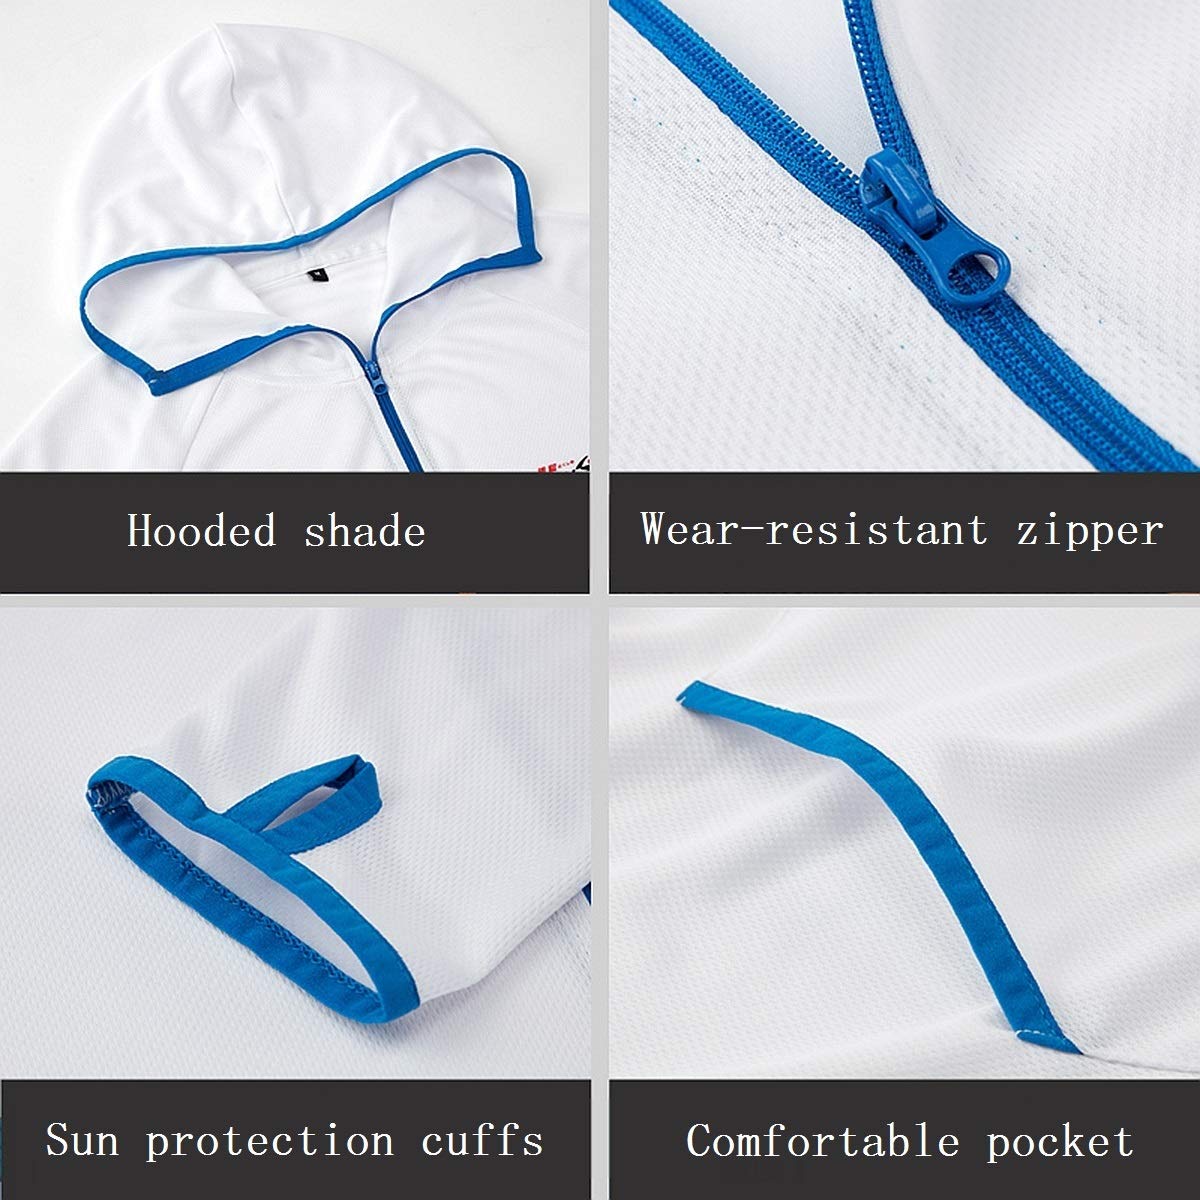 Hooded shade
Wear-resistant zipper
Sun protection cuffs
Comfortable pocket